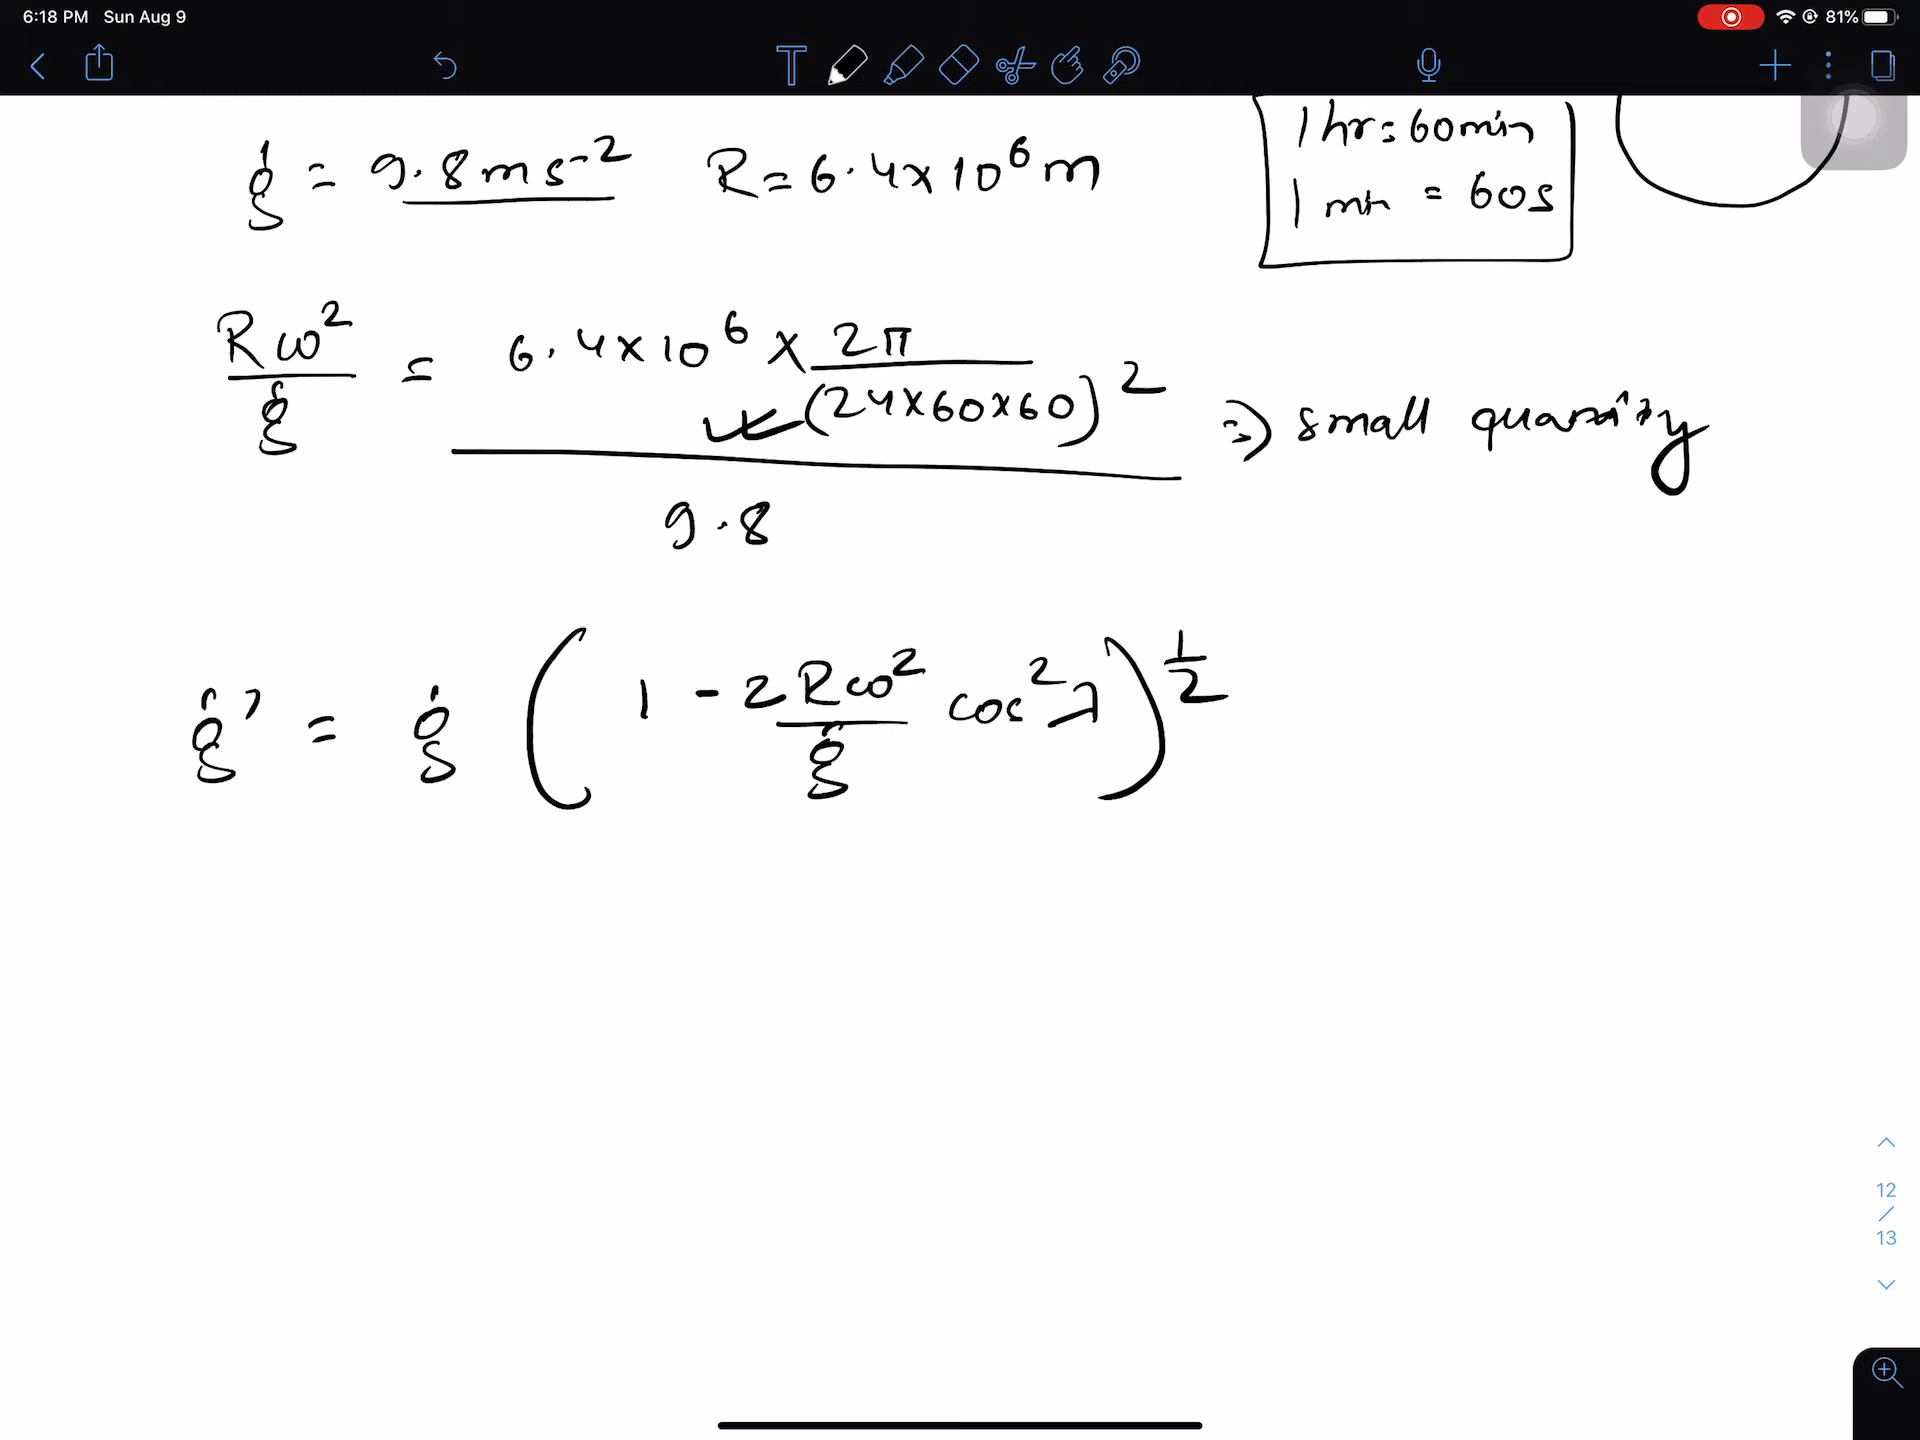 6:18 PM Sun Aug 9 81%
1 hr = 60 min
g = 9.8 m s⁻² R = 6.4 × 10⁶ m
1 min = 60 s
Rω²/g = 6.4 × 10⁶ × 2π/(24×60×60)² / 9.8 ⇒ small quantity
g' = g (1 - 2Rω²/g cos²λ)^1/2
12
/
13